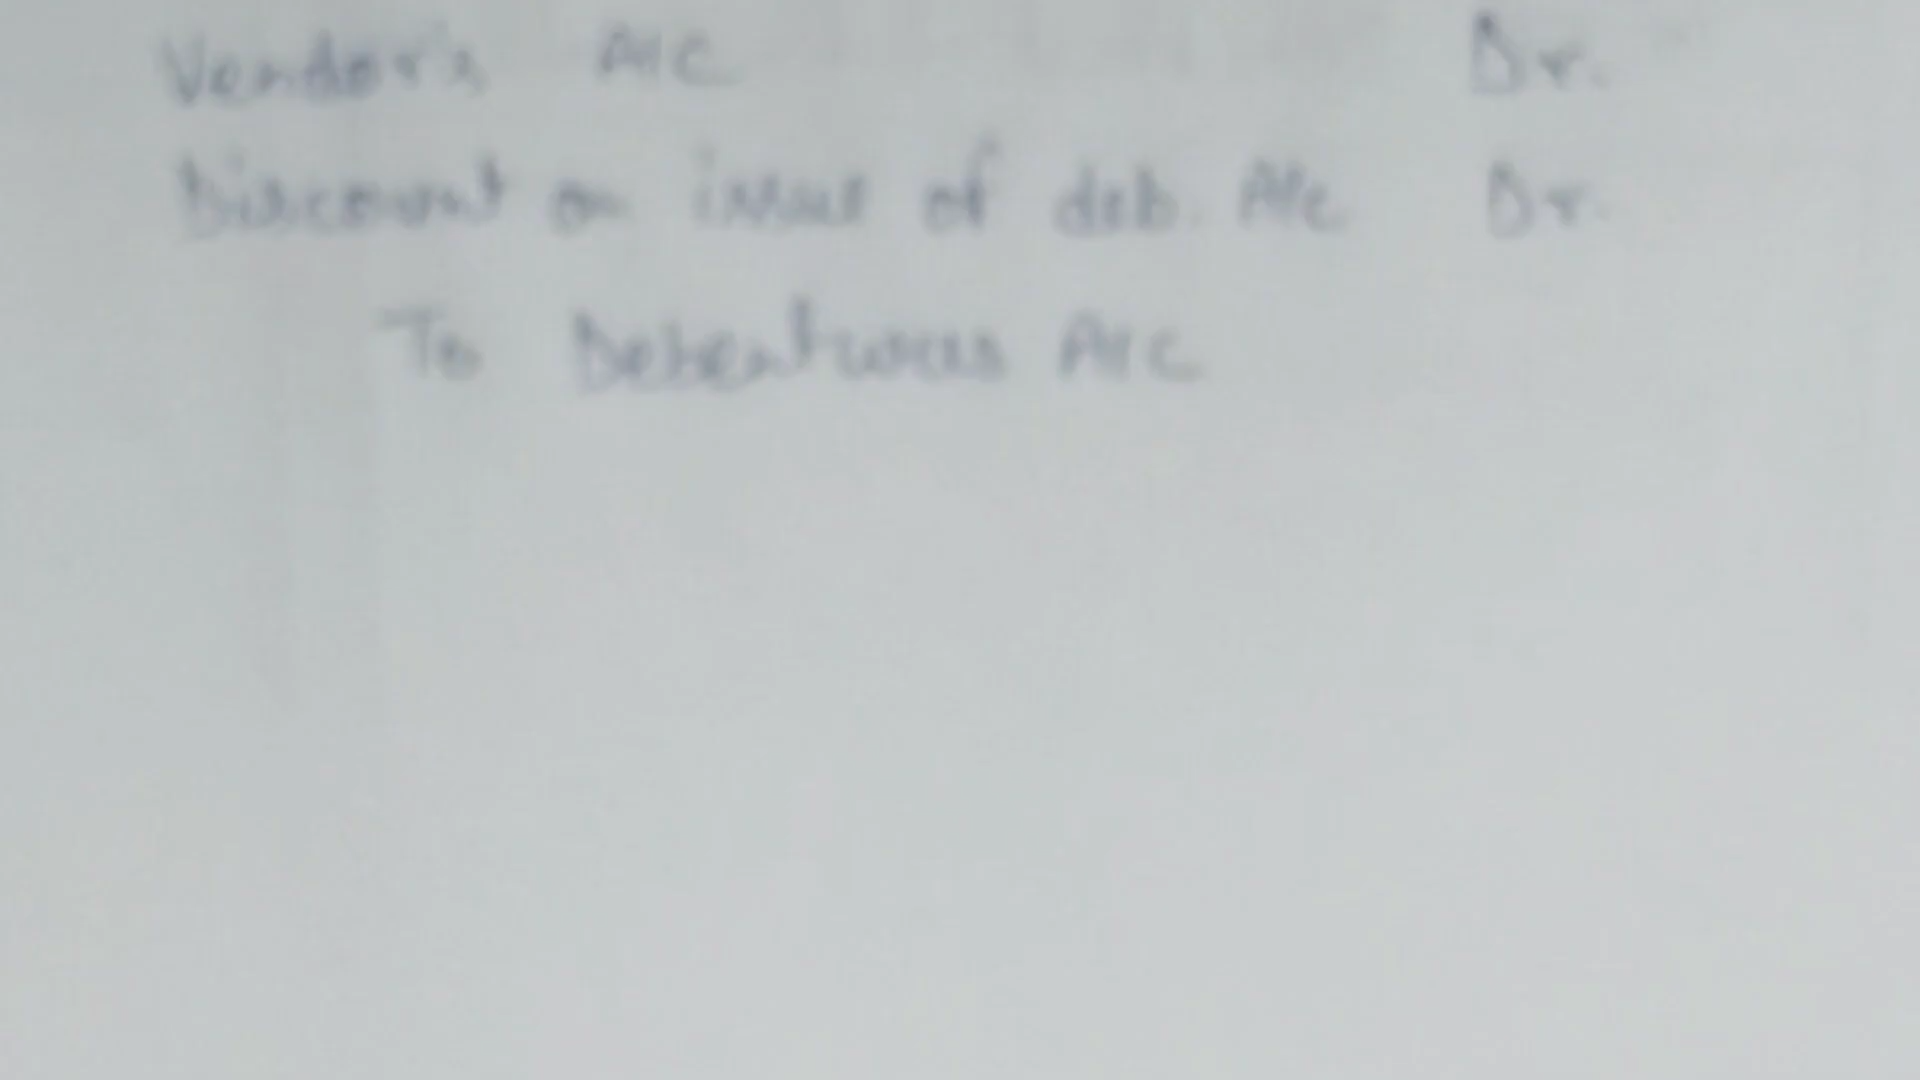 Vendor's A/C Dr.
Discount on issue of deb. A/c Dr.
To Debentures A/C